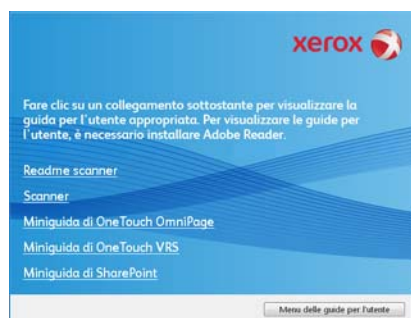 xerox
Fare clic su un collegamento sottostante per visualizzare la
guida per l'utente appropriata. Per visualizzare le guide per
l'utente, è necessario installare Adobe Reader.
Readme scanner
Scanner
Miniguida di OneTouch OmniPage
Miniguida di OneTouch VRS
Miniguida di SharePoint
Menu delle guide per l'utente